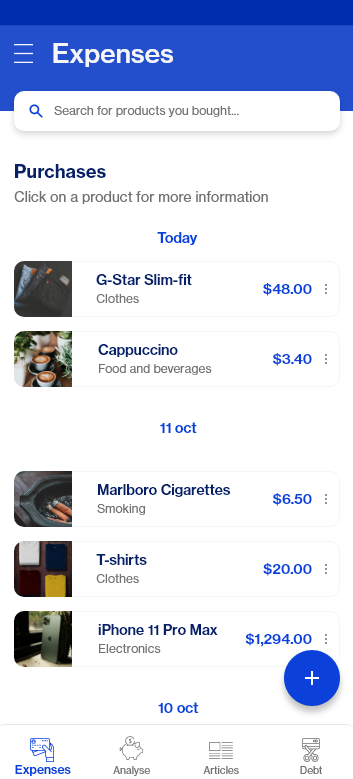 Expenses
Search for products you bought...
Purchases
Click on a product for more information
Today
G-Star Slim-fit
Clothes
$48.00
Cappuccino
Food and beverages
$3.40
11 oct
Marlboro Cigarettes
Smoking
$6.50
T-shirts
Clothes
$20.00
iPhone 11 Pro Max
Electronics
$1,294.00
10 oct
Expenses
Analyse
Articles
Debt